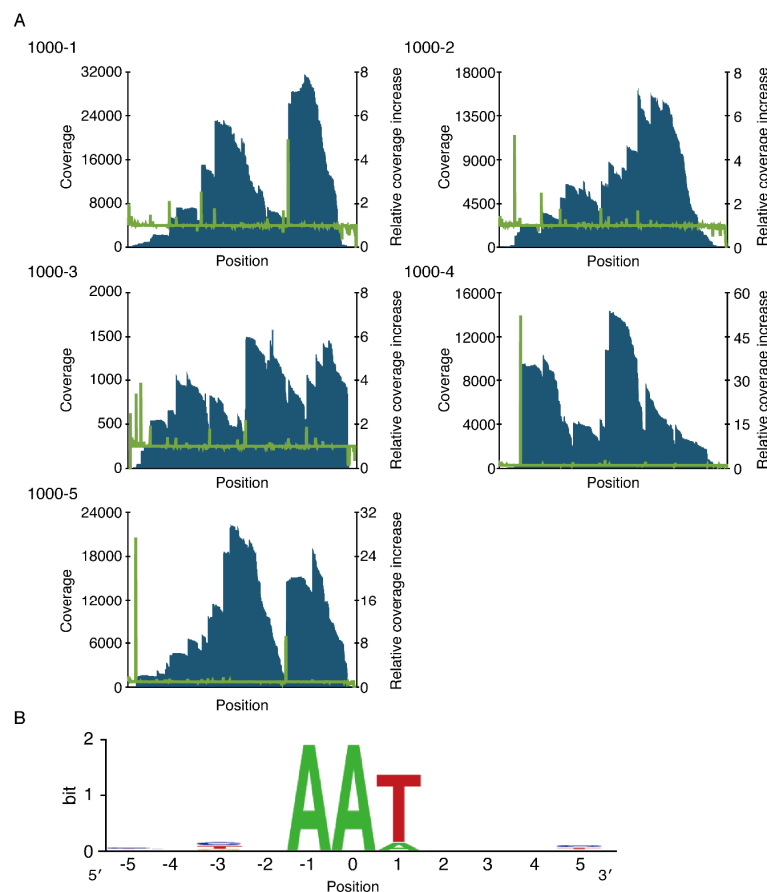 A
1000-1
1000-2
32000
24000
16000
8000
0
Coverage
8
6
4
2
0
Relative coverage increase
Position
18000
13500
9000
4500
0
Coverage
8
6
4
2
0
Relative coverage increase
Position
1000-3
1000-4
2000
1500
1000
500
0
Coverage
8
6
4
2
0
Relative coverage increase
Position
16000
12000
8000
4000
0
Coverage
60
45
30
15
0
Relative coverage increase
Position
1000-5
24000
18000
12000
6000
0
Coverage
32
24
16
8
0
Relative coverage increase
Position
B
2
1
0
bit
AAT
5′ -5 -4 -3 -2 -1 0 1 2 3 4 5 3′
Position